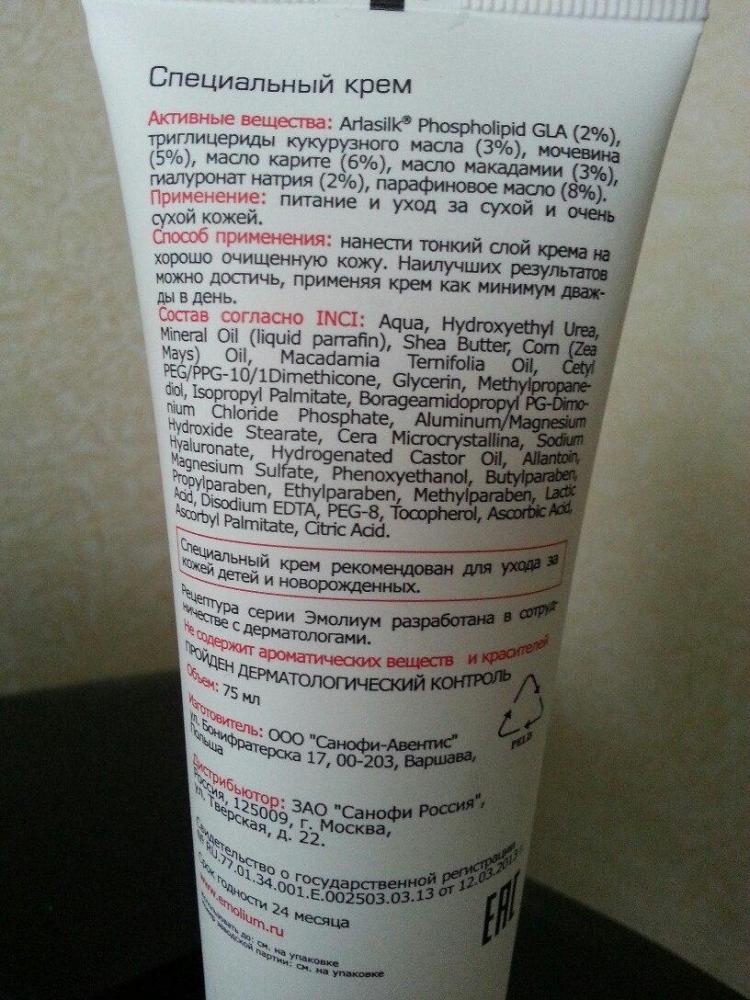 Специальный крем
Активные вещества: Arlasilk® Phospholipid GLA (2%),
триглицериды кукурузного масла (3%), мочевина
(5%), масло карите (6%), масло макадамии (3%),
гиалуронат натрия (2%), парафиновое масло (8%).
Применение: питание и уход за сухой и очень
сухой кожей.
Способ применения: нанести тонкий слой крема на
хорошо очищенную кожу. Наилучших результатов
можно достичь, применяя крем как минимум дваж-
ды в день.
Состав согласно INCI: Aqua, Hydroxyethyl Urea,
Mineral Oil (liquid parrafin), Shea Butter, Corn (Zea
Mays) Oil, Macadamia Ternifolia Oil, Cetyl
PEG/PPG-10/1Dimethicone, Glycerin, Methylpropane-
diol, Isopropyl Palmitate, Borageamidopropyl PG-Dimo-
nium Chloride Phosphate, Aluminum/Magnesium
Hydroxide Stearate, Cera Microcrystallina, Sodium
Hyaluronate, Hydrogenated Castor Oil, Allantoin,
Magnesium Sulfate, Phenoxyethanol, Butylparaben,
Propylparaben, Ethylparaben, Methylparaben, Lactic
Acid, Disodium EDTA, PEG-8, Tocopherol, Ascorbic Acid,
Ascorbyl Palmitate, Citric Acid.
Специальный крем рекомендован для ухода за
кожей детей и новорожденных.
Рецептура серии Эмолиум разработана в сотруд-
ничестве с дерматологами.
Не содержит ароматических веществ и красителей
ПРОЙДЕН ДЕРМАТОЛОГИЧЕСКИЙ КОНТРОЛЬ
Объем: 75 мл
PELD
Изготовитель: ООО "Санофи-Авентис"
ул. Бонифратерска 17, 00-203, Варшава,
Польша
Дистрибьютор: ЗАО "Санофи Россия",
Россия, 125009, г. Москва,
ул. Тверская, д. 22.
Свидетельство о государственной регистрации
№ RU.77.01.34.001.E.002503.03.13 от 12.03.2013 г.
Срок годности 24 месяца
EAC
www.emolium.ru
Использовать до: см. на упаковке
Номер заводской партии: см. на упаковке